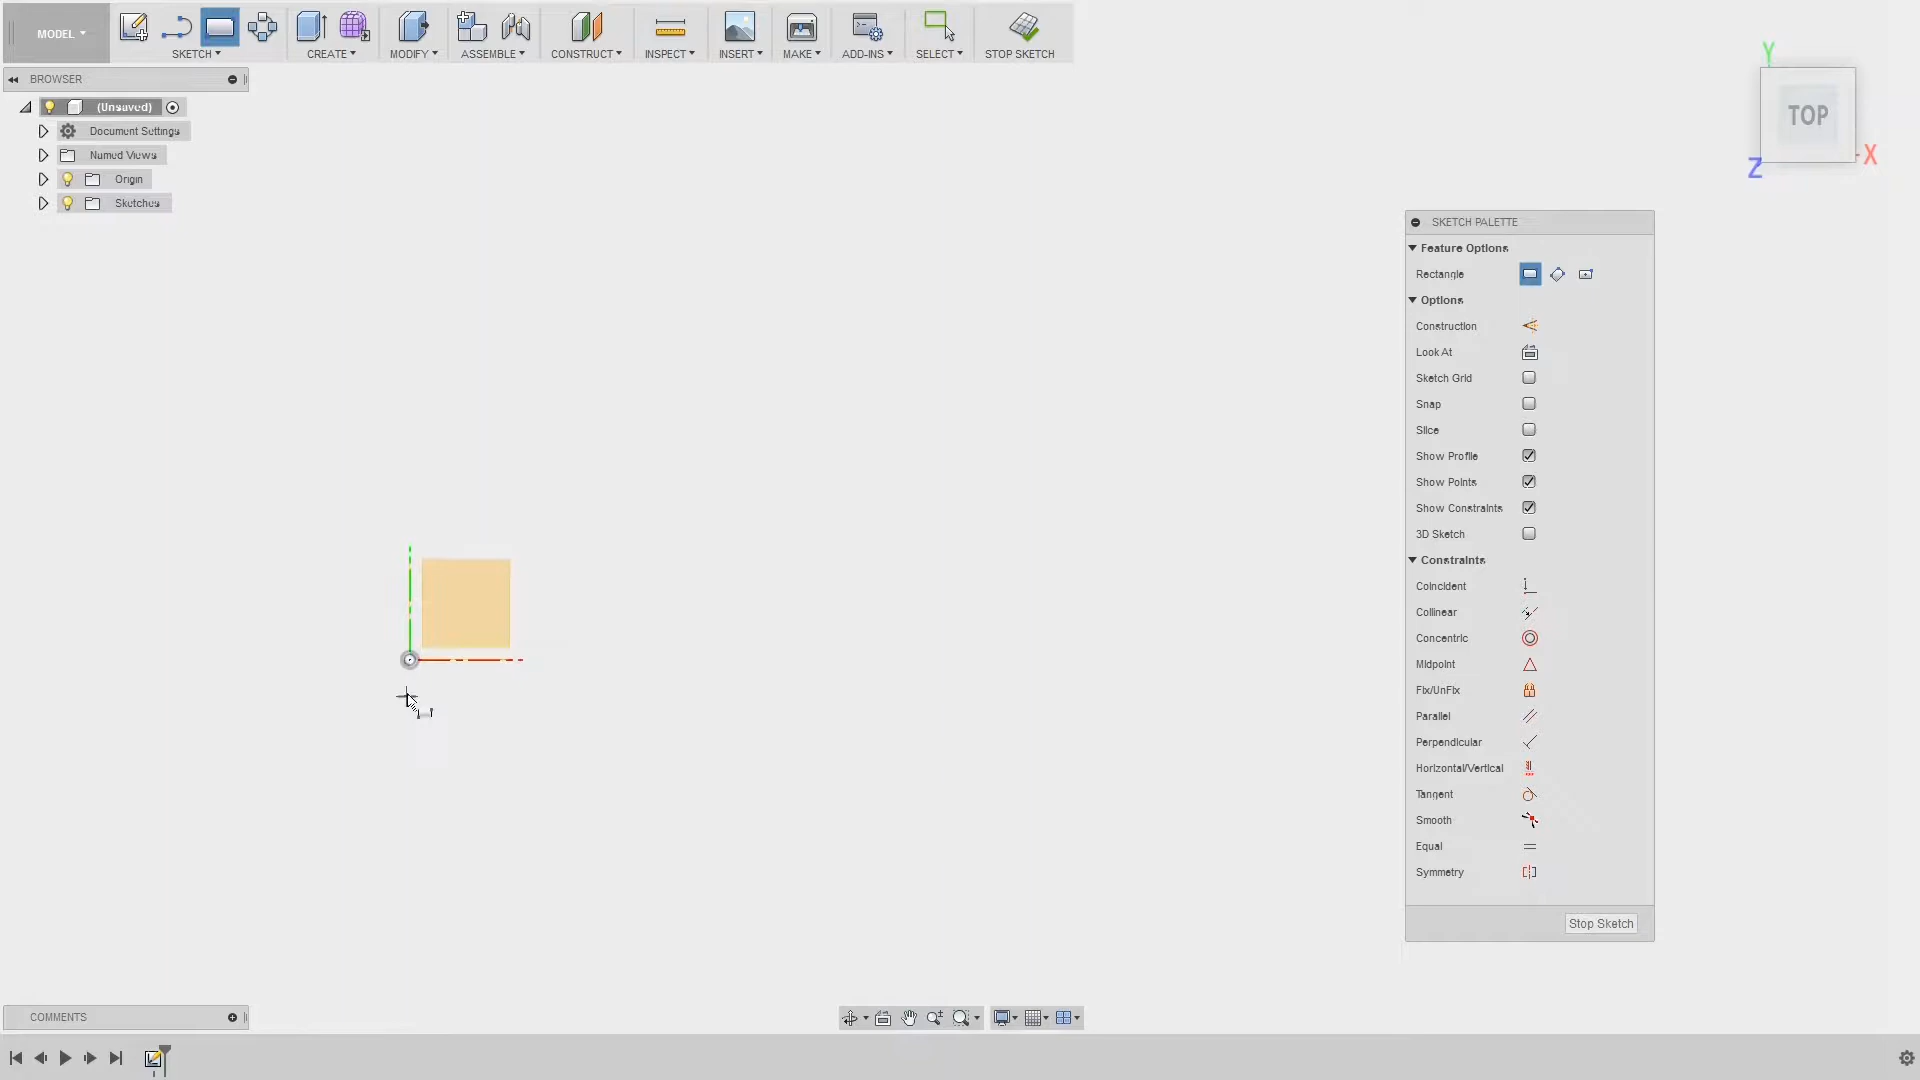 MODEL
SKETCH
CREATE
MODIFY
ASSEMBLE
CONSTRUCT
INSPECT
INSERT
MAKE
ADD-INS
SELECT
STOP SKETCH
BROWSER
(Unsaved)
Document Settings
Named Views
Origin
Sketches
Y
TOP
X
Z
SKETCH PALETTE
Feature Options
Rectangle
Options
Construction
Look At
Sketch Grid
Snap
Slice
Show Profile
Show Points
Show Constraints
3D Sketch
Constraints
Coincident
Collinear
Concentric
Midpoint
Fix/UnFix
Parallel
Perpendicular
Horizontal/Vertical
Tangent
Smooth
Equal
Symmetry
Stop Sketch
COMMENTS